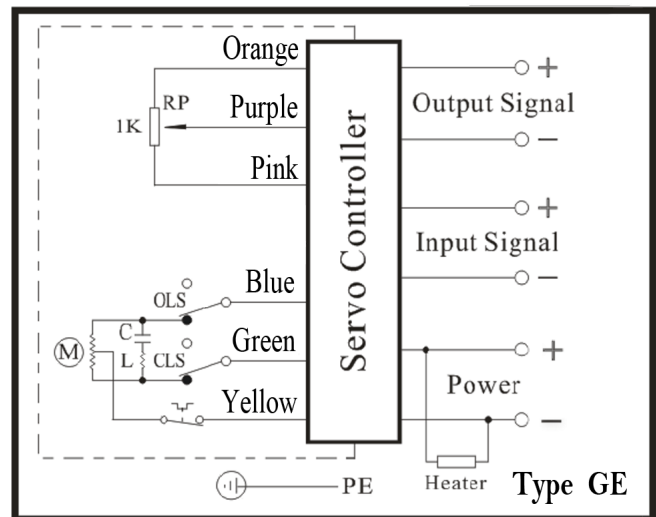 Orange
RP
1K
Purple
Pink
Servo Controller
+
Output Signal
−
+
Input Signal
−
Blue
OLS
C
M
L
CLS
Green
Yellow
+
Power
−
Heater
Type GE
PE